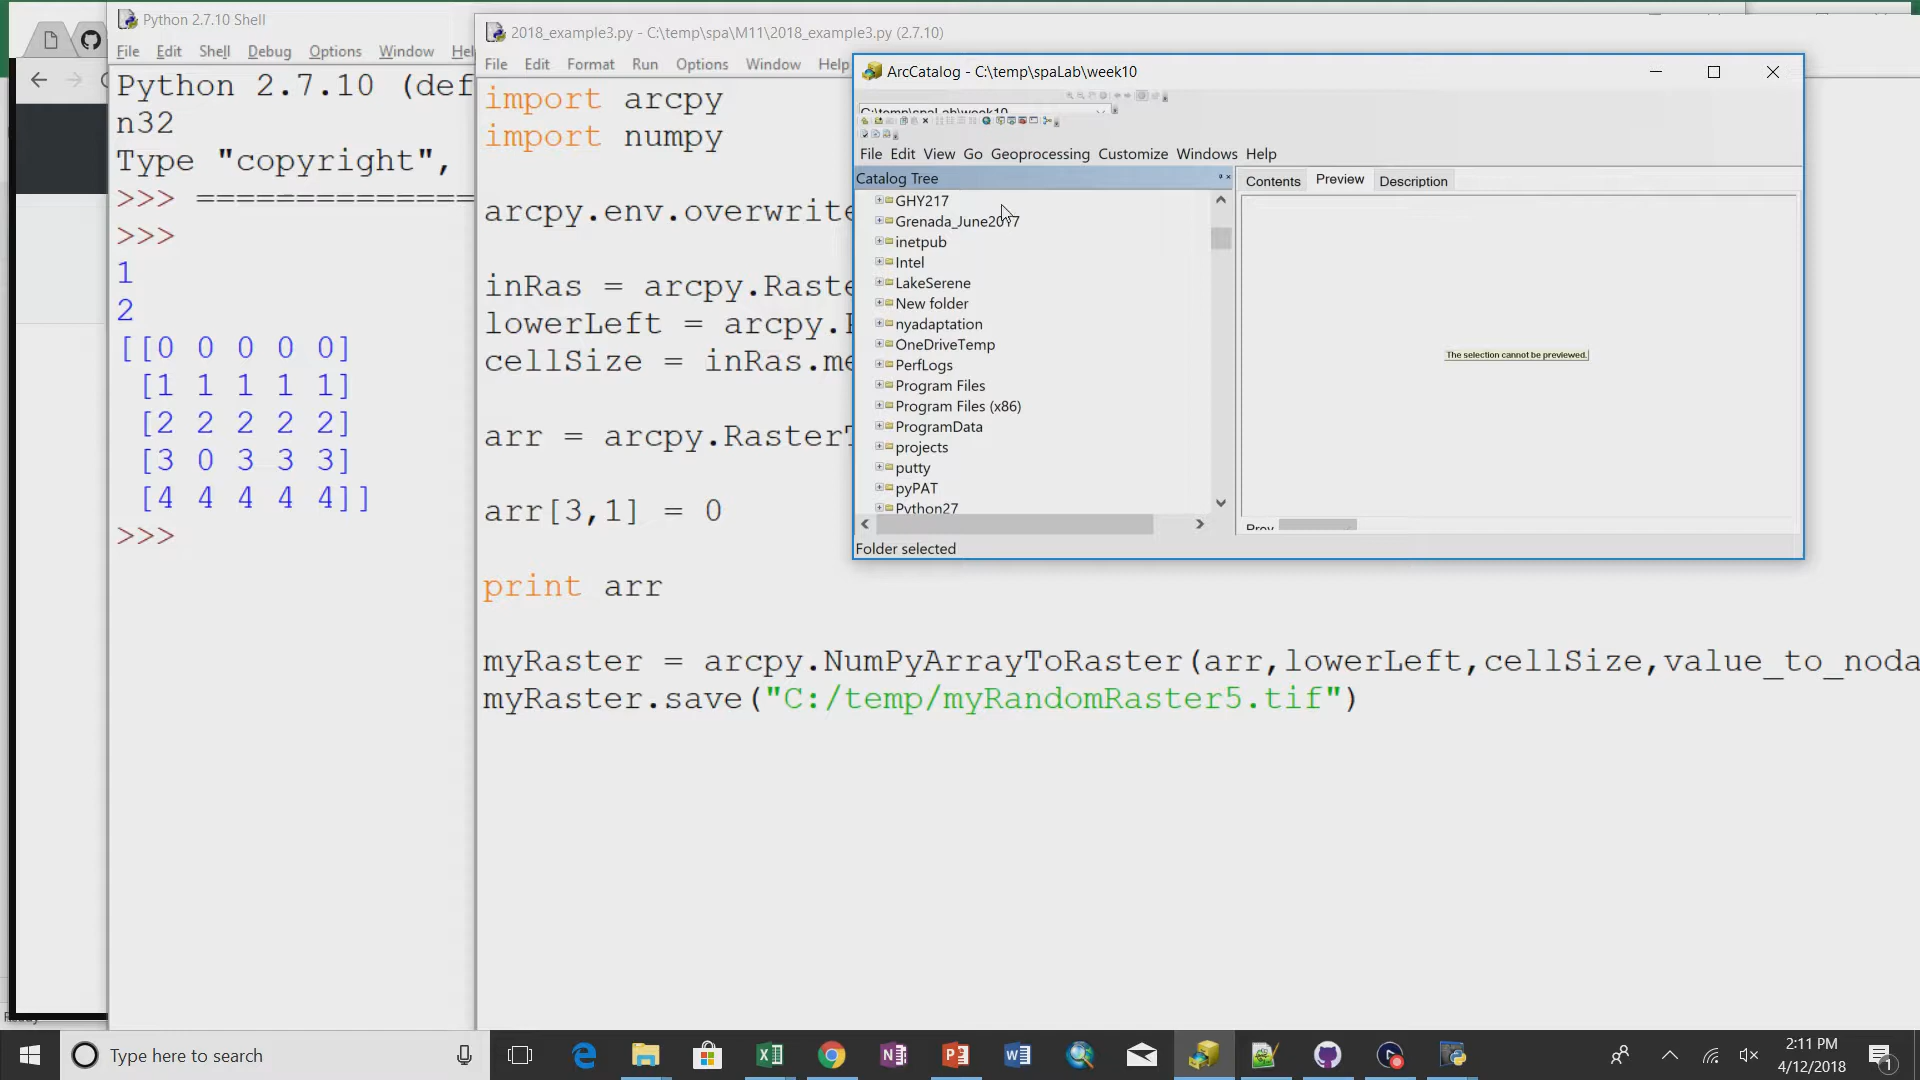 Python 2.7.10 Shell
File Edit Shell Debug Options Window Hel
Python 2.7.10 (def
n32
Type "copyright",
>>> ==============
>>>
1
2
[[0 0 0 0 0]
[1 1 1 1 1]
[2 2 2 2 2]
[3 0 3 3 3]
[4 4 4 4 4]]
>>>
2018_example3.py - C:\temp\spa\M11\2018_example3.py (2.7.10)
File Edit Format Run Options Window Help
import arcpy
import numpy
arcpy.env.overwrite
inRas = arcpy.Raste
lowerLeft = arcpy.
cellSize = inRas.me
arr = arcpy.Raster
arr[3,1] = 0
print arr
myRaster = arcpy.NumPyArrayToRaster(arr,lowerLeft,cellSize,value_to_noda
myRaster.save("C:/temp/myRandomRaster5.tif")
ArcCatalog - C:\temp\spaLab\week10
C:\temp\spaLab\week10
File Edit View Go Geoprocessing Customize Windows Help
Catalog Tree
GHY217
Grenada_June2017
inetpub
Intel
LakeSerene
New folder
nyadaptation
OneDriveTemp
PerfLogs
Program Files
Program Files (x86)
ProgramData
projects
putty
pyPAT
Python27
Folder selected
Contents Preview Description
The selection cannot be previewed.
Type here to search
2:11 PM
4/12/2018
1